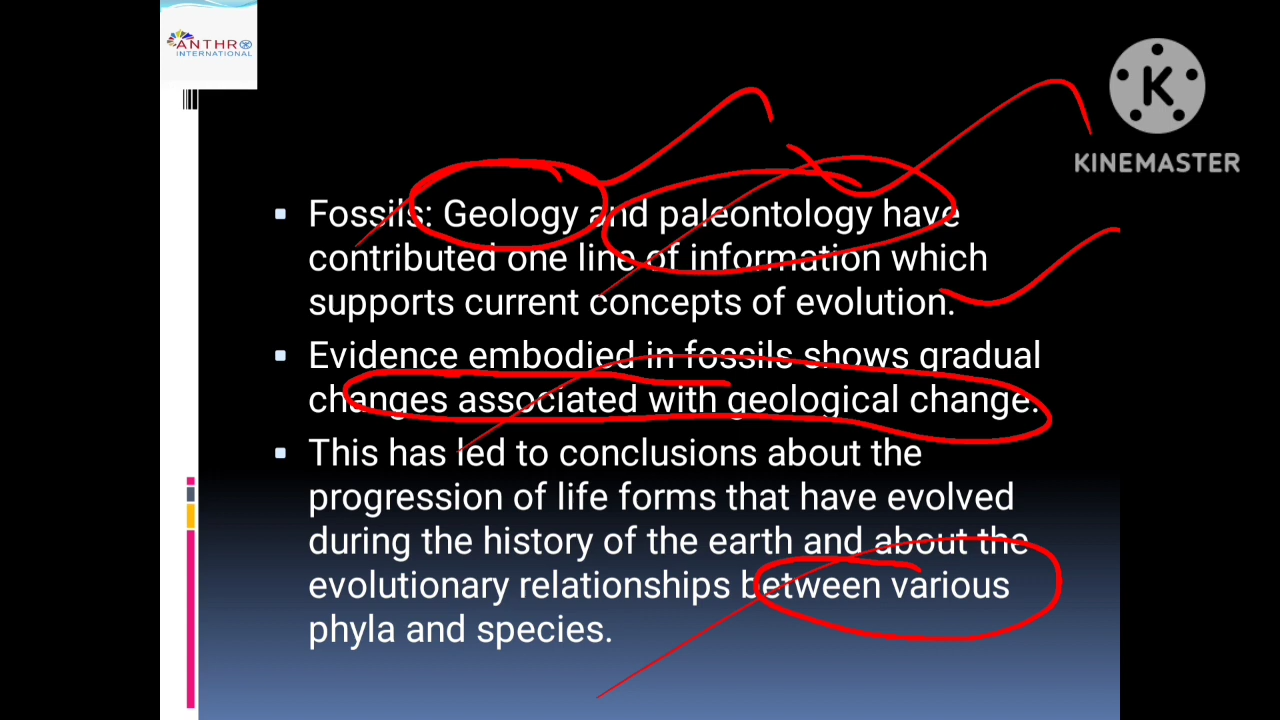 ANTHRO
INTERNATIONAL
KINEMASTER
Fossils: Geology and paleontology have
contributed one line of information which
supports current concepts of evolution.
Evidence embodied in fossils shows gradual
changes associated with geological change.
This has led to conclusions about the
progression of life forms that have evolved
during the history of the earth and about the
evolutionary relationships between various
phyla and species.